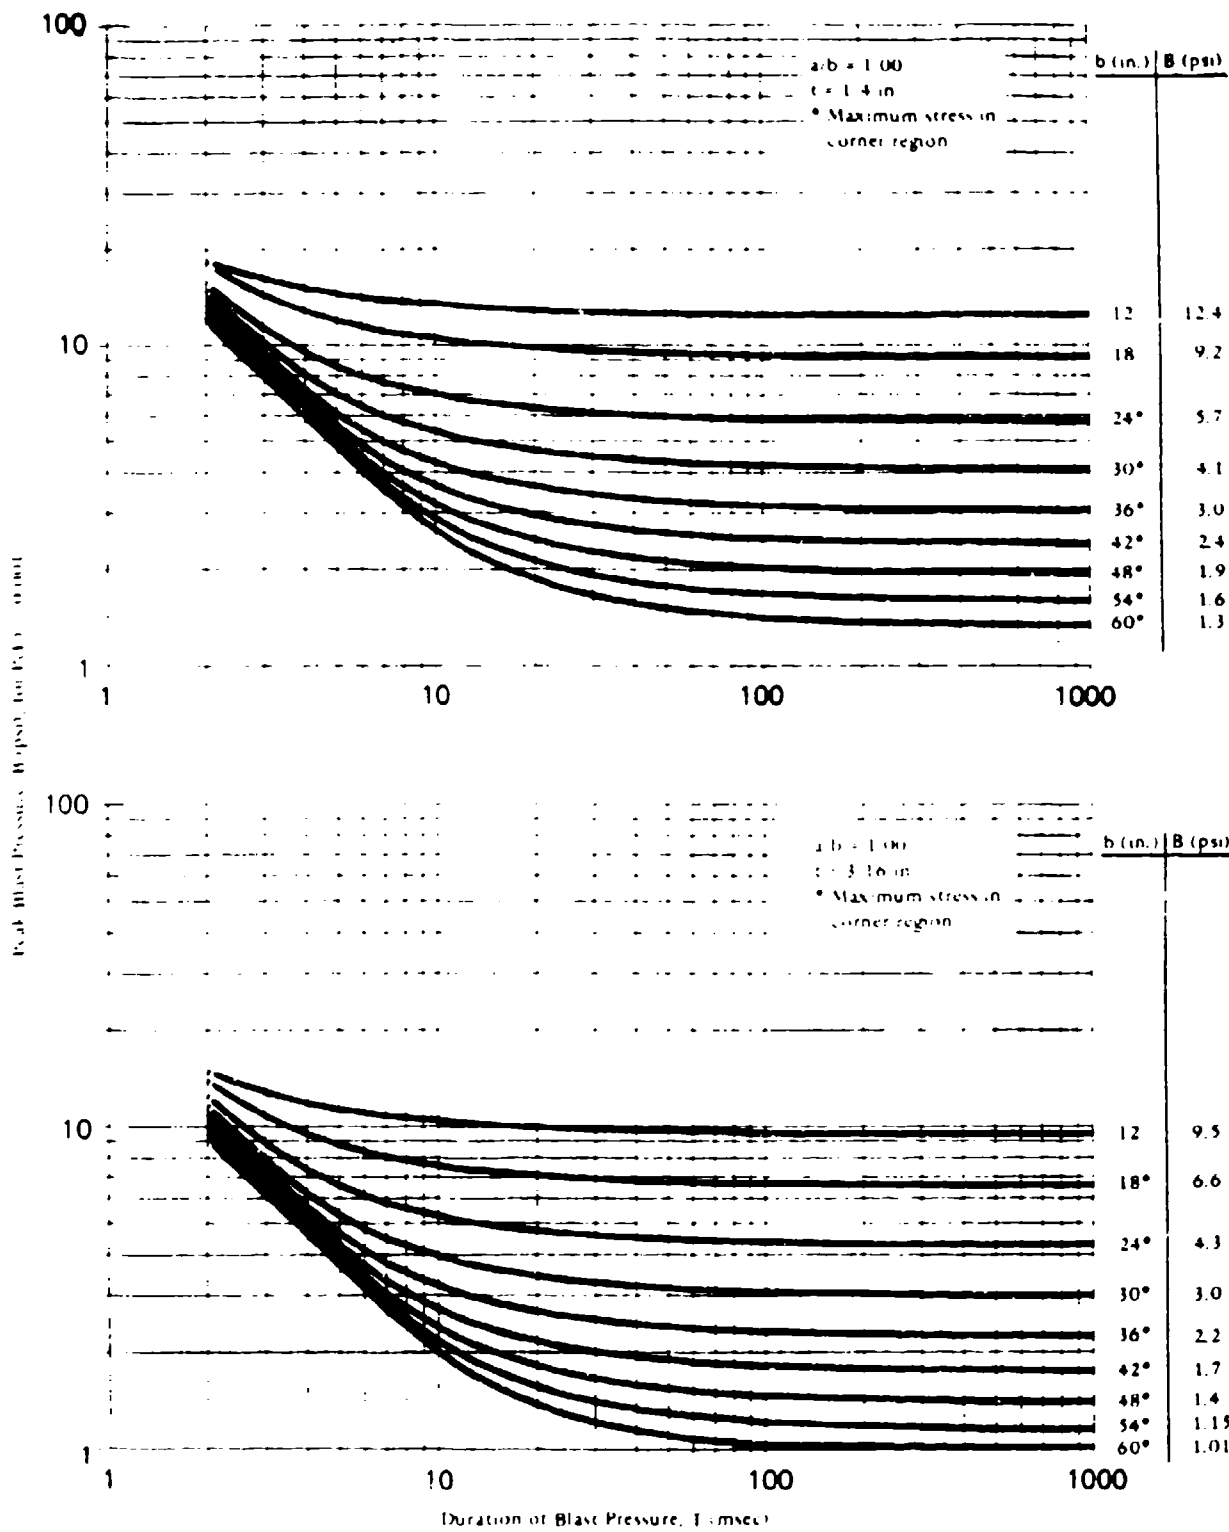 100
a/b = 1.00
t = 1/4 in
* Maximum stress in
corner region
b (in.) B (psi)
12 12.4
10
18 9.2
24* 5.7
30* 4.1
36* 3.0
42* 2.4
48* 1.9
54* 1.6
60* 1.3
1
1 10 100 1000
Peak Blast Pressure, B (psi), for
100
a/b = 1.00
t = 3/16 in
* Maximum stress in
corner region
b (in.) B (psi)
10
12 9.5
18* 6.6
24* 4.3
30* 3.0
36* 2.2
42* 1.7
48* 1.4
54* 1.15
60* 1.01
1
1 10 100 1000
Duration of Blast Pressure, T (msec)